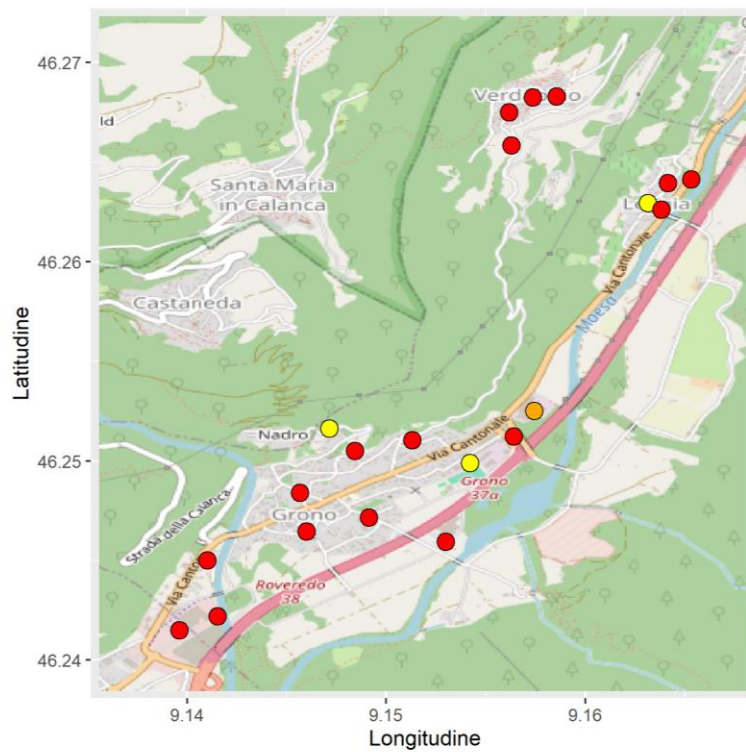 46.27
Santa Maria
in Calanca
46.26
Castaneda
Via Cantonale
Moesa
Latitudine
Nadro
Via Cantonale
46.25
Grono
37a
Strada della Calanca
Grono
Roveredo
38
46.24
9.14
9.15
9.16
Longitudine